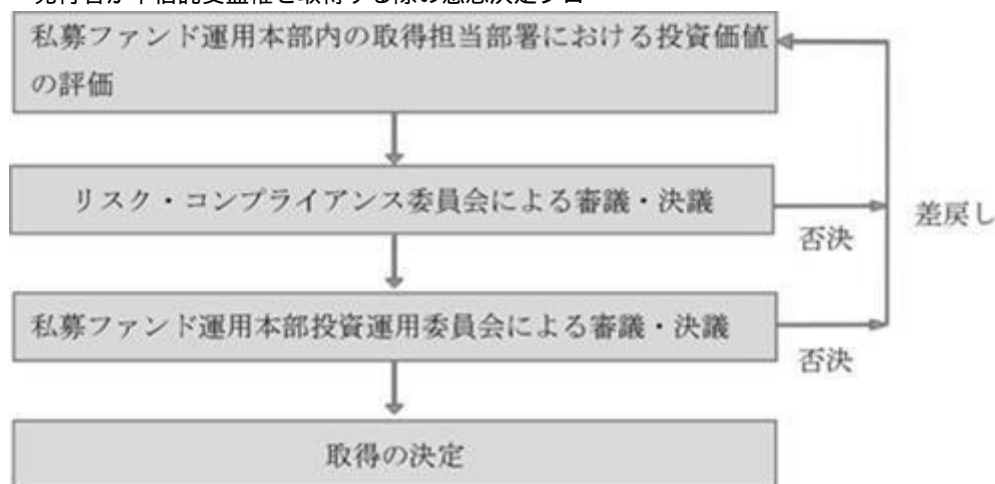 私募ファンド運用本部内の取得担当部署における投資価値
の評価
リスク・コンプライアンス委員会による審議・決議
差戻し
否決
私募ファンド運用本部投資運用委員会による審議・決議
否決
取得の決定